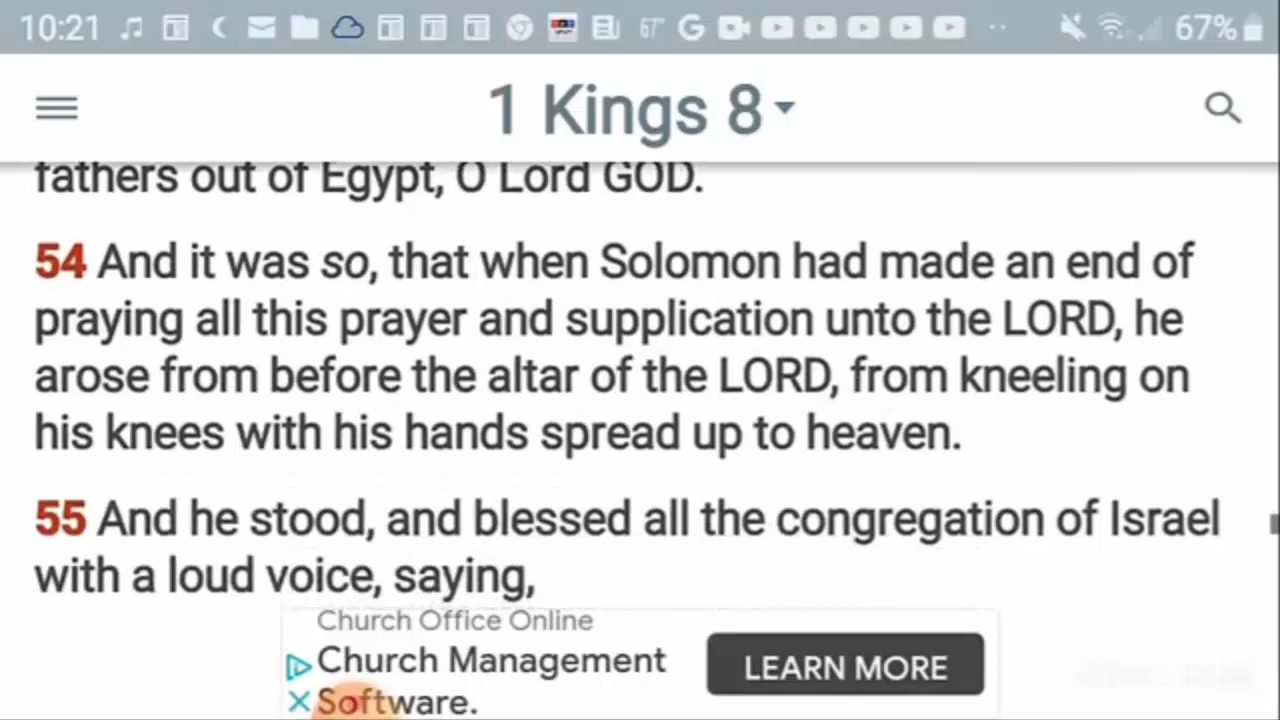 10:21 67° G 67%
1 Kings 8
fathers out of Egypt, O Lord GOD.
54 And it was so, that when Solomon had made an end of
praying all this prayer and supplication unto the LORD, he
arose from before the altar of the LORD, from kneeling on
his knees with his hands spread up to heaven.
55 And he stood, and blessed all the congregation of Israel
with a loud voice, saying,
Church Office Online
Church Management
Software.
LEARN MORE